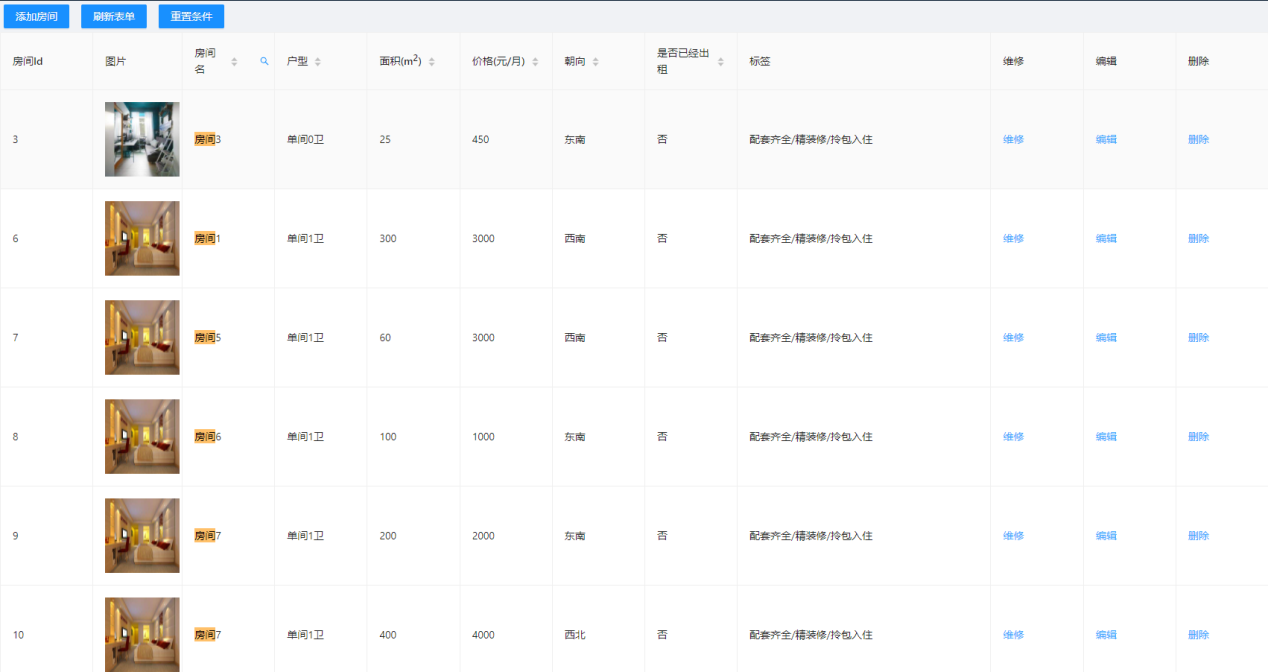 添加房间 刷新表单 重置条件
房间Id 图片 房间名 户型 面积(m²) 价格(元/月) 朝向 是否已经出租 标签 维修 编辑 删除
3 房间3 单间0卫 25 450 东南 否 配套齐全/精装修/拎包入住 维修 编辑 删除
6 房间1 单间1卫 300 3000 西南 否 配套齐全/精装修/拎包入住 维修 编辑 删除
7 房间5 单间1卫 60 3000 西南 否 配套齐全/精装修/拎包入住 维修 编辑 删除
8 房间6 单间1卫 100 1000 东南 否 配套齐全/精装修/拎包入住 维修 编辑 删除
9 房间7 单间1卫 200 2000 东南 否 配套齐全/精装修/拎包入住 维修 编辑 删除
10 房间7 单间1卫 400 4000 西北 否 配套齐全/精装修/拎包入住 维修 编辑 删除